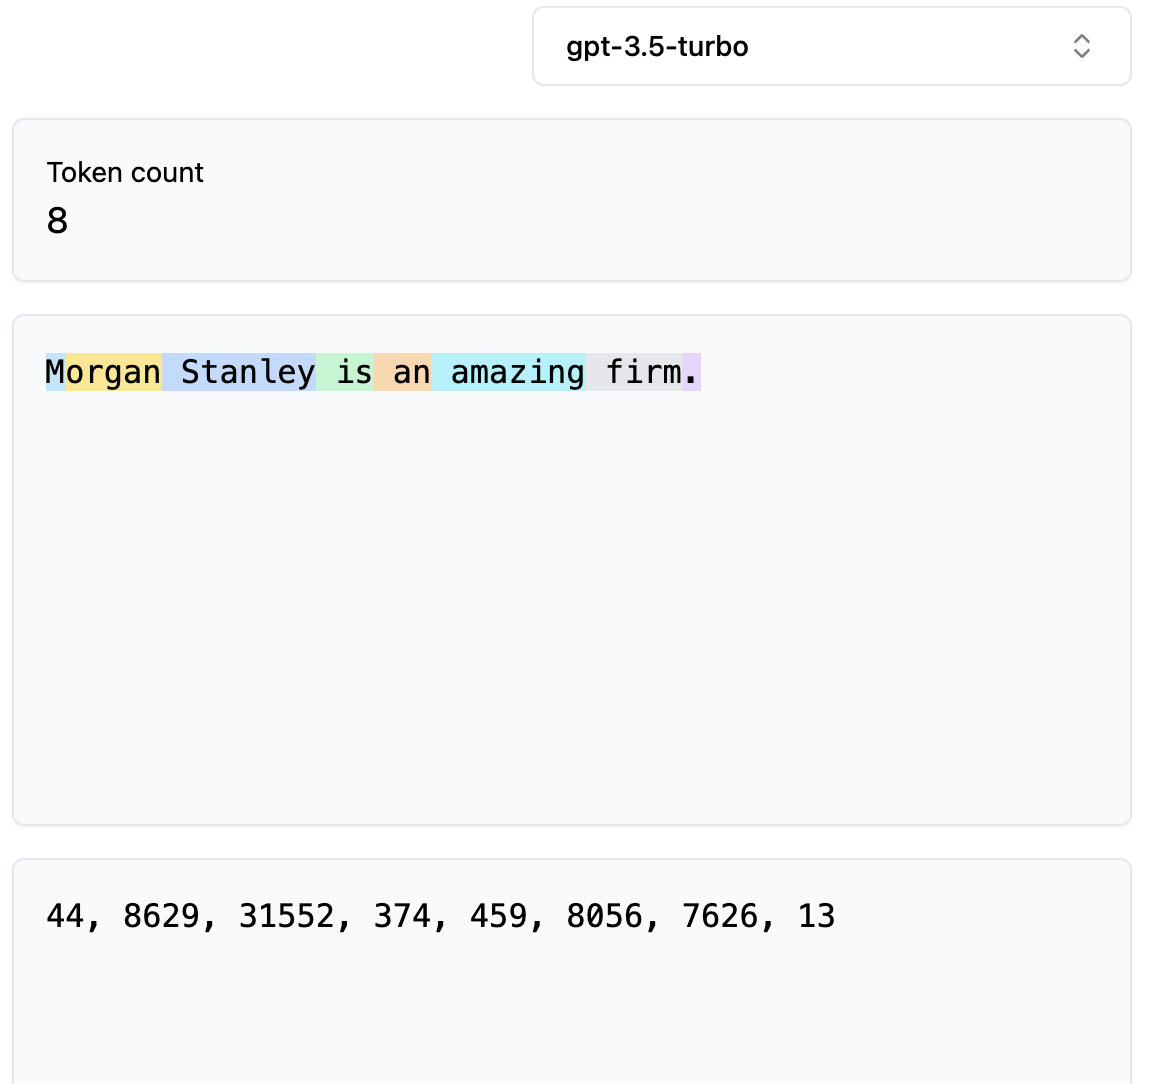 gpt-3.5-turbo
Token count
8
Morgan Stanley is an amazing firm.
44, 8629, 31552, 374, 459, 8056, 7626, 13